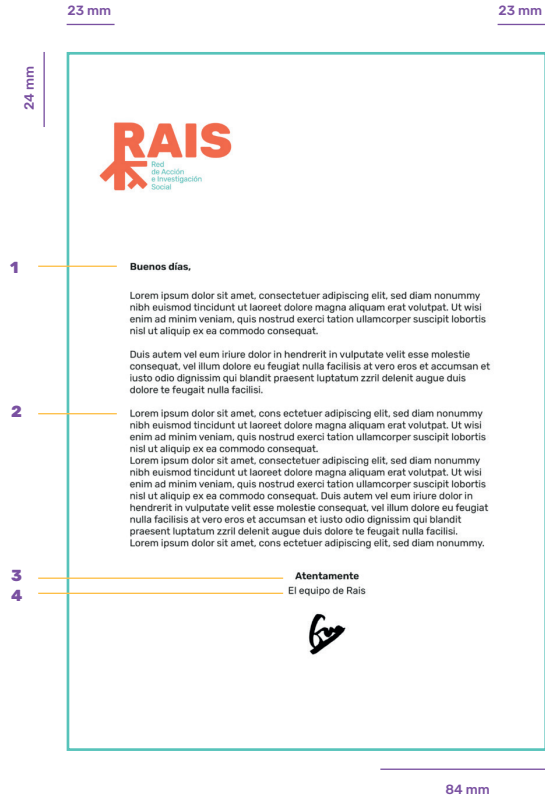 23 mm
23 mm
24 mm
RAIS
Red
de Acción
e Investigación
Social
1
Buenos días,
Lorem ipsum dolor sit amet, consectetuer adipiscing elit, sed diam nonummy
nibh euismod tincidunt ut laoreet dolore magna aliquam erat volutpat. Ut wisi
enim ad minim veniam, quis nostrud exerci tation ullamcorper suscipit lobortis
nisl ut aliquip ex ea commodo consequat.
Duis autem vel eum iriure dolor in hendrerit in vulputate velit esse molestie
consequat, vel illum dolore eu feugiat nulla facilisis at vero eros et accumsan et
iusto odio dignissim qui blandit praesent luptatum zzril delenit augue duis
dolore te feugait nulla facilisi.
2
Lorem ipsum dolor sit amet, cons ectetuer adipiscing elit, sed diam nonummy
nibh euismod tincidunt ut laoreet dolore magna aliquam erat volutpat. Ut wisi
enim ad minim veniam, quis nostrud exerci tation ullamcorper suscipit lobortis
nisl ut aliquip ex ea commodo consequat.
Lorem ipsum dolor sit amet, consectetuer adipiscing elit, sed diam nonummy
nibh euismod tincidunt ut laoreet dolore magna aliquam erat volutpat. Ut wisi
enim ad minim veniam, quis nostrud exerci tation ullamcorper suscipit lobortis
nisl ut aliquip ex ea commodo consequat. Duis autem vel eum iriure dolor in
hendrerit in vulputate velit esse molestie consequat, vel illum dolore eu feugiat
nulla facilisis at vero eros et accumsan et iusto odio dignissim qui blandit
praesent luptatum zzril delenit augue duis dolore te feugait nulla facilisi.
Lorem ipsum dolor sit amet, cons ectetuer adipiscing elit, sed diam nonummy.
3
Atentamente
4
El equipo de Rais
84 mm